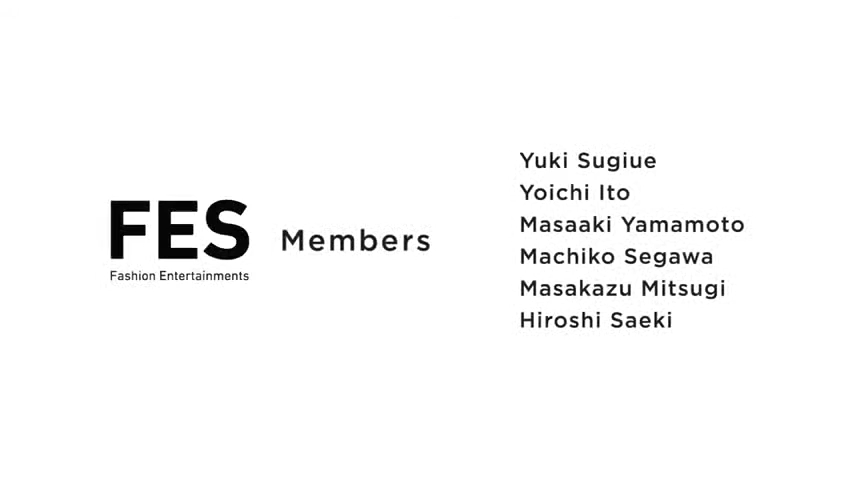 FES
Fashion Entertainments
Members
Yuki Sugiue
Yoichi Ito
Masaaki Yamamoto
Machiko Segawa
Masakazu Mitsugi
Hiroshi Saeki